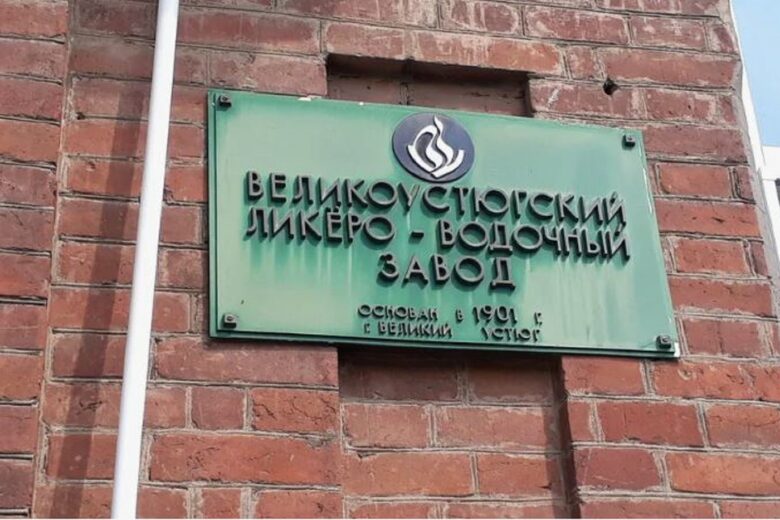 ВЕЛИКОУСТЮГСКИЙ
ЛИКЁРО - ВОДОЧНЫЙ
ЗАВОД
ОСНОВАН В 1901 Г.
Г. ВЕЛИКИЙ УСТЮГ